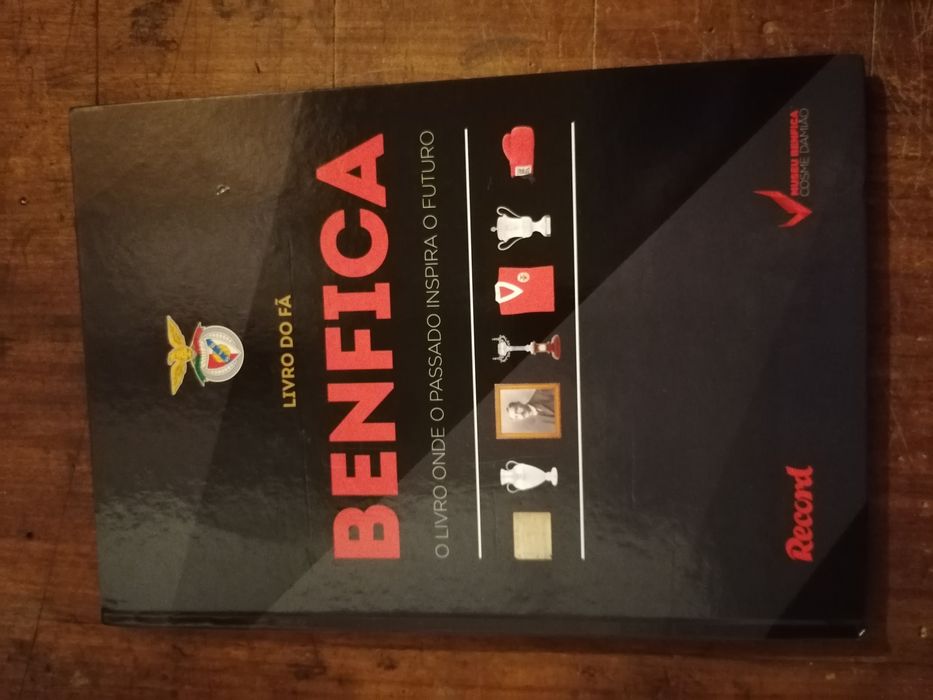 LIVRO DO FÃ
BENFICA
O LIVRO ONDE O PASSADO INSPIRA O FUTURO
Record
MUSEU BENFICA
COSME DAMIÃO